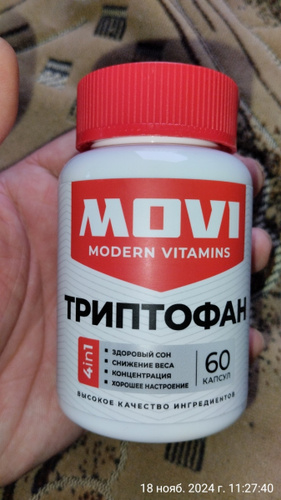 MOVI
MODERN VITAMINS
ТРИПТОФАН
4in1
▪ ЗДОРОВЫЙ СОН
▪ СНИЖЕНИЕ ВЕСА
▪ КОНЦЕНТРАЦИЯ
▪ ХОРОШЕЕ НАСТРОЕНИЕ
60
КАПСУЛ
ВЫСОКОЕ КАЧЕСТВО ИНГРЕДИЕНТОВ
18 нояб. 2024 г. 11:27:40